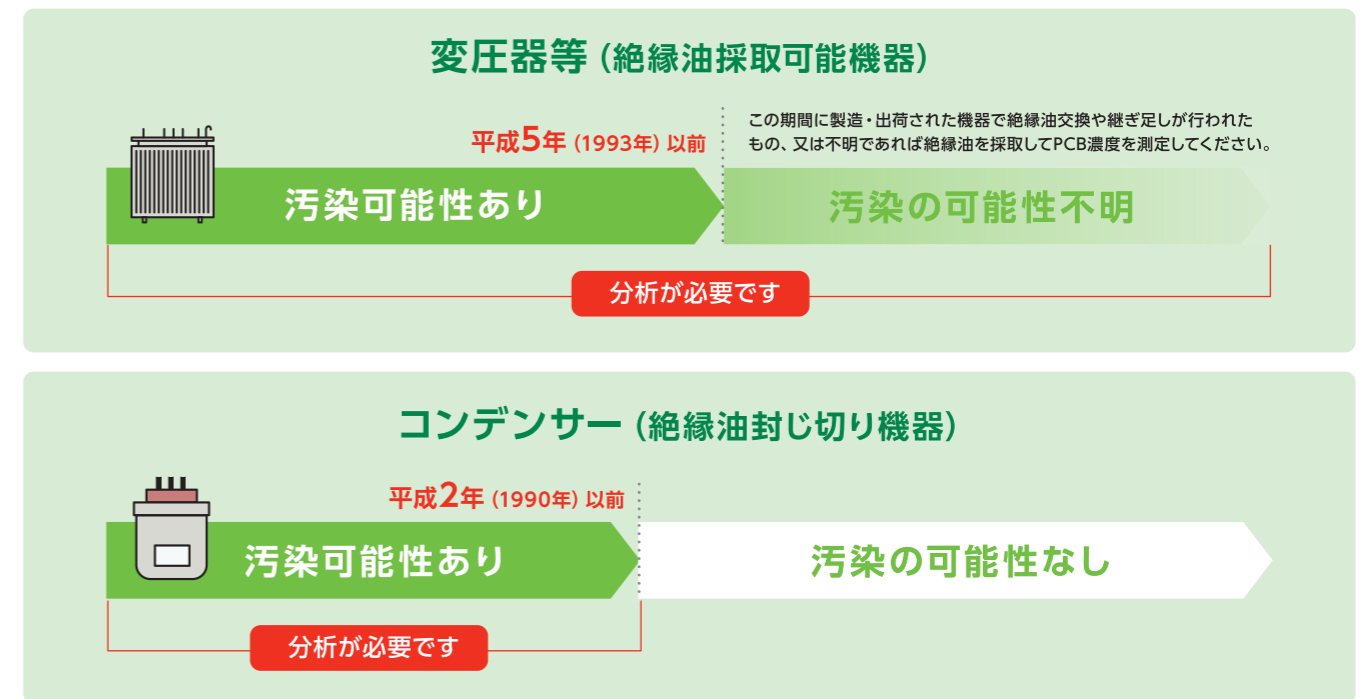 変圧器等(絶縁油採取可能機器)
平成5年(1993年)以前
この期間に製造・出荷された機器で絶縁油交換や継ぎ足しが行われた
もの、又は不明であれば絶縁油を採取してPCB濃度を測定してください。
汚染可能性あり
汚染の可能性不明
分析が必要です
コンデンサー(絶縁油封じ切り機器)
平成2年(1990年)以前
汚染可能性あり
汚染の可能性なし
分析が必要です